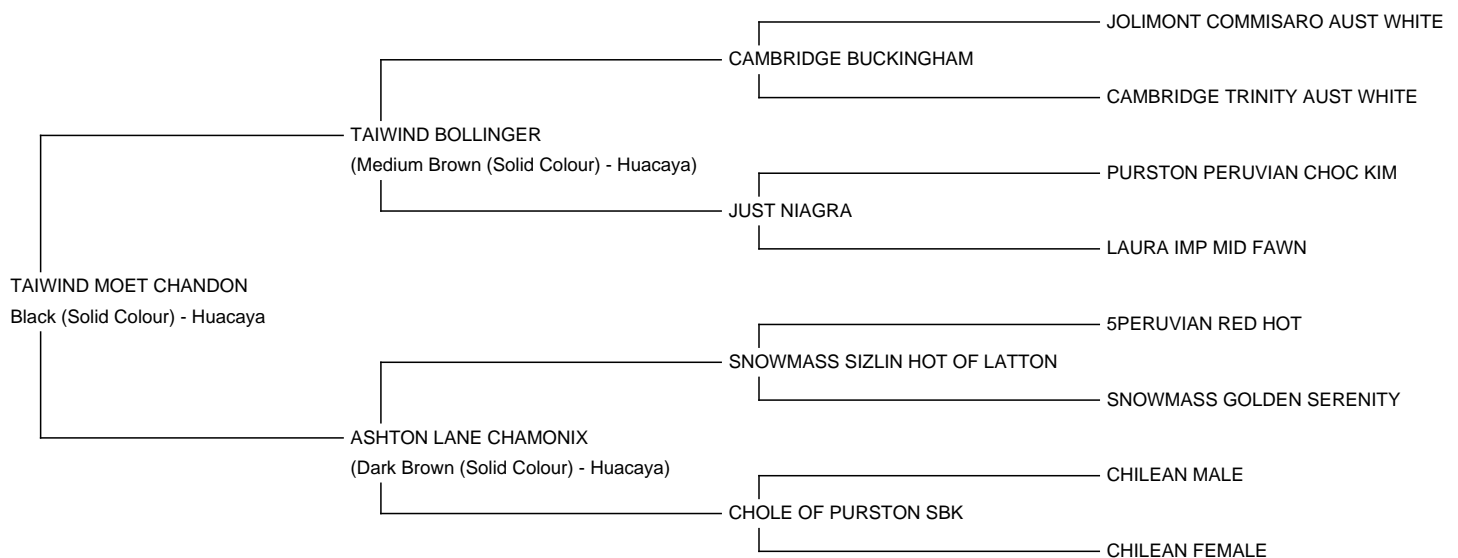 JOLIMONT COMMISARO AUST WHITE
CAMBRIDGE BUCKINGHAM
CAMBRIDGE TRINITY AUST WHITE
TAIWIND BOLLINGER
(Medium Brown (Solid Colour) - Huacaya)
PURSTON PERUVIAN CHOC KIM
JUST NIAGRA
LAURA IMP MID FAWN
TAIWIND MOET CHANDON
Black (Solid Colour) - Huacaya
5PERUVIAN RED HOT
SNOWMASS SIZLIN HOT OF LATTON
SNOWMASS GOLDEN SERENITY
ASHTON LANE CHAMONIX
(Dark Brown (Solid Colour) - Huacaya)
CHILEAN MALE
CHOLE OF PURSTON SBK
CHILEAN FEMALE